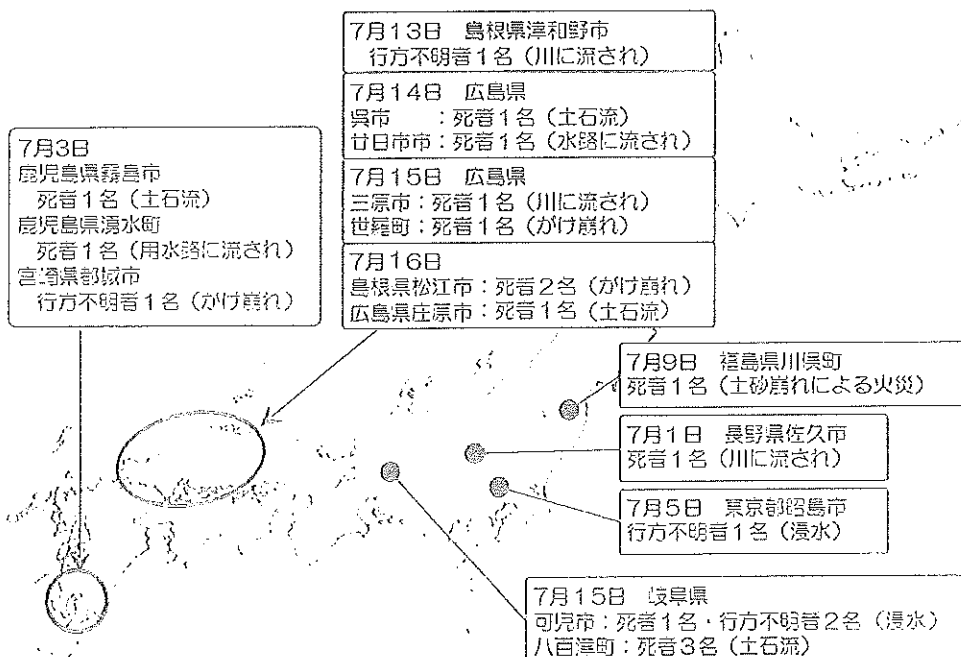 7月13日 島根県津和野市
行方不明者1名(川に流され)
7月14日 広島県
呉市 :死者1名(土石流)
廿日市市:死者1名(水路に流され)
7月15日 広島県
三原市:死者1名(川に流され)
世羅町:死者1名(がけ崩れ)
7月16日
島根県松江市:死者2名(がけ崩れ)
広島県庄原市:死者1名(土石流)
7月3日
鹿児島県霧島市
死者1名(土石流)
鹿児島県湧水町
死者1名(用水路に流され)
宮崎県都城市
行方不明者1名(がけ崩れ)
7月9日 福島県川俣町
死者1名(土砂崩れによる火災)
7月1日 長野県佐久市
死者1名(川に流され)
7月5日 東京都昭島市
行方不明者1名(浸水)
7月15日 岐阜県
可児市:死者1名・行方不明者2名(浸水)
八百津町:死者3名(土石流)